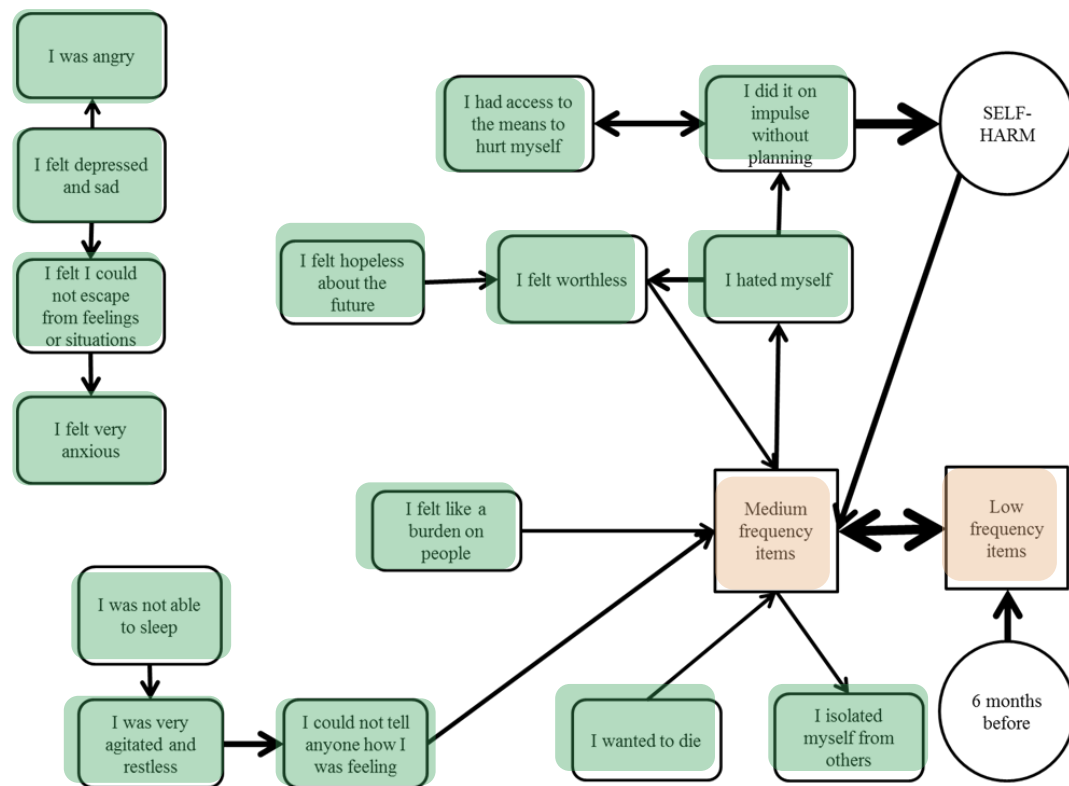 I was angry
I felt depressed
and sad
I felt I could
not escape
from feelings
or situations
I felt very
anxious
I had access to
the means to
hurt myself
I did it on
impulse
without
planning
SELF-
HARM
I felt hopeless
about the
future
I felt worthless
I hated myself
I felt like a
burden on
people
Medium
frequency
items
Low
frequency
items
I was not able
to sleep
I was very
agitated and
restless
I could not tell
anyone how I
was feeling
I wanted to die
I isolated
myself from
others
6 months
before